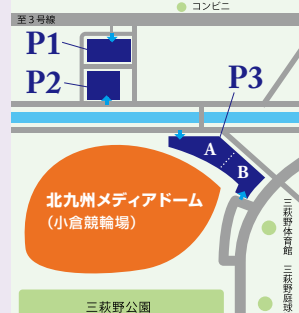 コンビニ
至3号線
P1
P2
P3
A
B
北九州メディアドーム
（小倉競輪場）
三萩野体育館
三萩野庭球
三萩野公園